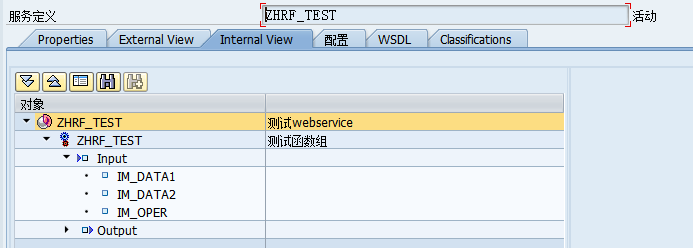 服务定义 ZHRF_TEST 活动
Properties External View Internal View 配置 WSDL Classifications
对象
ZHRF_TEST 测试webservice
ZHRF_TEST 测试函数组
Input
IM_DATA1
IM_DATA2
IM_OPER
Output